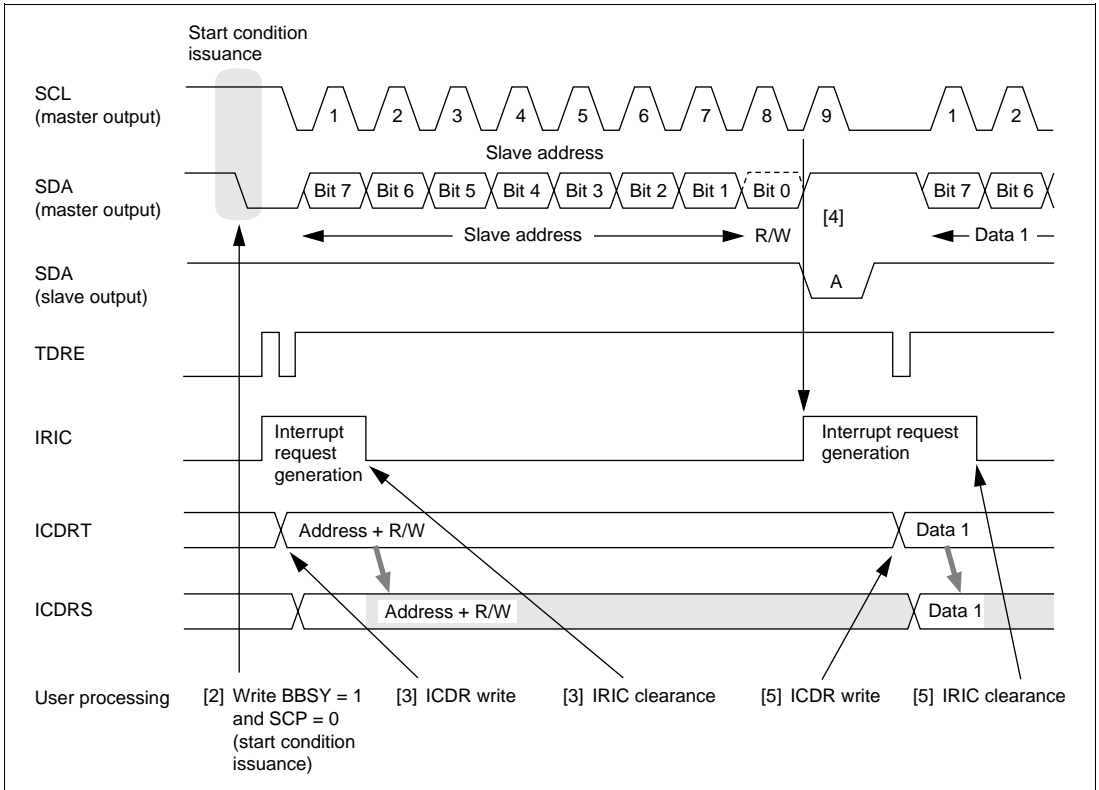 Start condition
issuance
SCL
(master output)
1 2 3 4 5 6 7 8 9 1 2
Slave address
SDA
(master output)
Bit 7 Bit 6 Bit 5 Bit 4 Bit 3 Bit 2 Bit 1 Bit 0 Bit 7 Bit 6
[4]
Slave address R/W Data 1
SDA
(slave output)
A
TDRE
IRIC
Interrupt
request
generation
Interrupt request
generation
ICDRT
Address + R/W
Data 1
ICDRS
Address + R/W
Data 1
User processing
[2] Write BBSY = 1
and SCP = 0
(start condition
issuance)
[3] ICDR write
[3] IRIC clearance
[5] ICDR write
[5] IRIC clearance